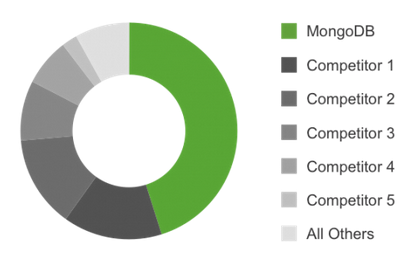 MongoDB
Competitor 1
Competitor 2
Competitor 3
Competitor 4
Competitor 5
All Others